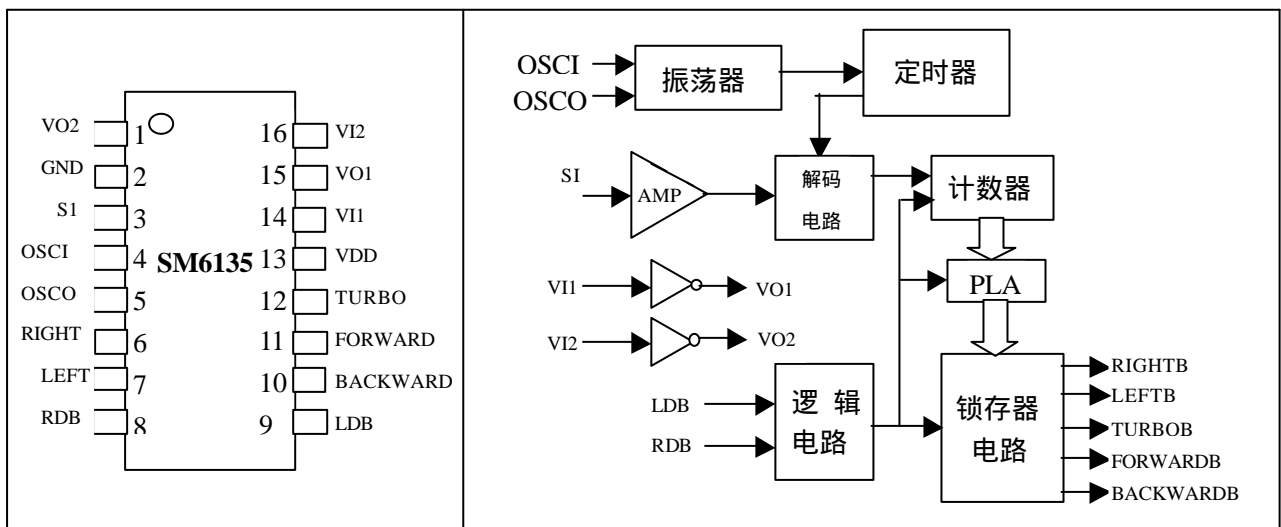 VO2
GND
S1
OSCI
OSCO
RIGHT
LEFT
RDB
1
2
3
4
5
6
7
8
SM6135
16
15
14
13
12
11
10
9
VI2
VO1
VI1
VDD
TURBO
FORWARD
BACKWARD
LDB
OSCI
OSCO
振荡器
定时器
SI
AMP
解码
电路
计数器
PLA
VI1
VO1
VI2
VO2
LDB
RDB
逻 辑
电路
锁存器
电路
RIGHTB
LEFTB
TURBOB
FORWARDB
BACKWARDB